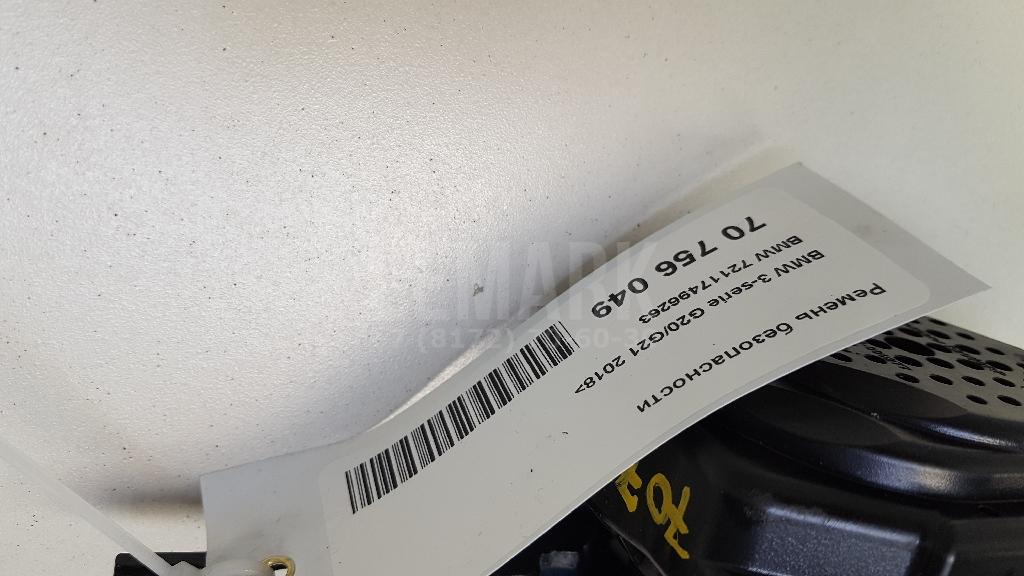 Ремень безопасности
BMW 3-serie G20/G21 2018>
BMW 72117496263
70 756 049